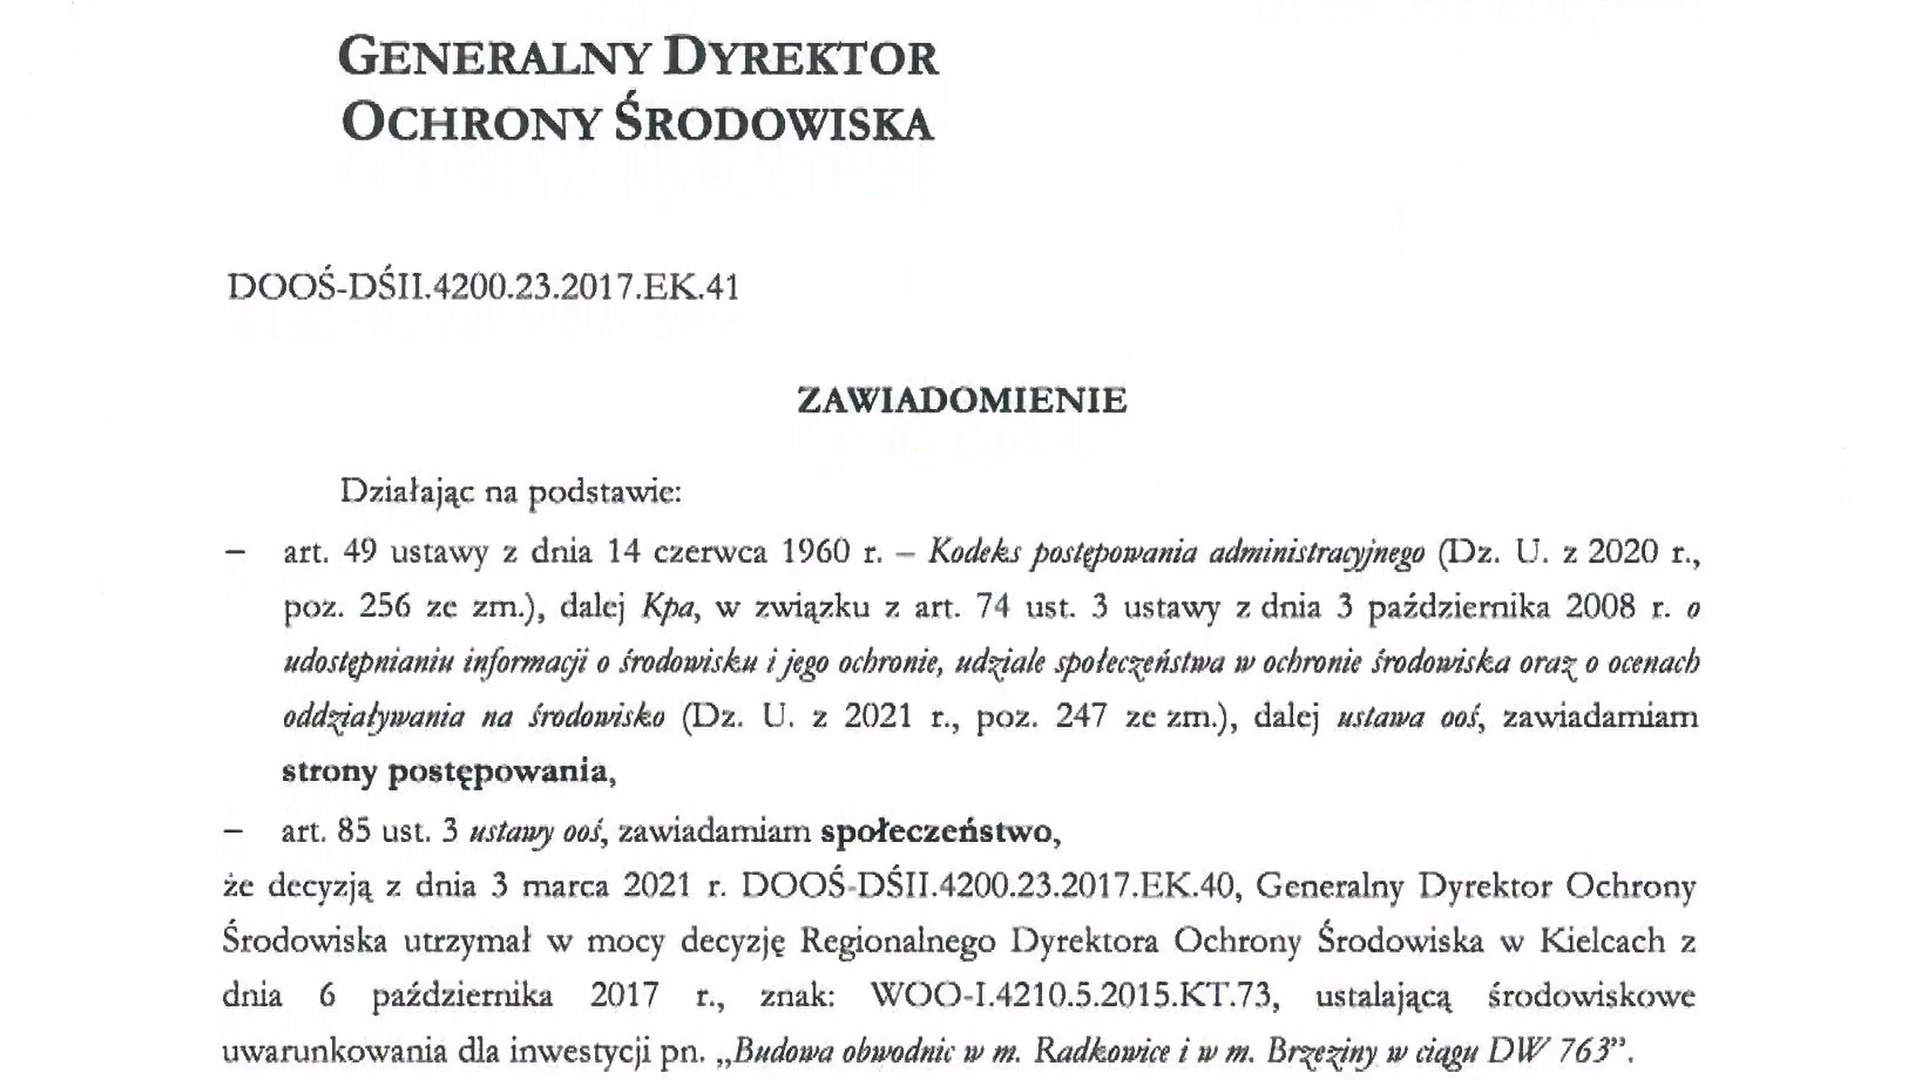 GENERALNY DYREKTOR
OCHRONY ŚRODOWISKA
DOOŚ-DŚII.4200.23.2017.EK.41
ZAWIADOMIENIE
Działając na podstawie:
– art. 49 ustawy z dnia 14 czerwca 1960 r. – Kodeks postępowania administracyjnego (Dz. U. z 2020 r.,
poz. 256 ze zm.), dalej Kpa, w związku z art. 74 ust. 3 ustawy z dnia 3 października 2008 r. o
udostępnianiu informacji o środowisku i jego ochronie, udziale społeczeństwa w ochronie środowiska oraz o ocenach
oddziaływania na środowisko (Dz. U. z 2021 r., poz. 247 ze zm.), dalej ustawa ooś, zawiadamiam
strony postępowania,
– art. 85 ust. 3 ustawy ooś, zawiadamiam społeczeństwo,
że decyzją z dnia 3 marca 2021 r. DOOŚ-DŚII.4200.23.2017.EK.40, Generalny Dyrektor Ochrony
Środowiska utrzymał w mocy decyzję Regionalnego Dyrektora Ochrony Środowiska w Kielcach z
dnia 6 października 2017 r., znak: WOO-I.4210.5.2015.KT.73, ustalającą środowiskowe
uwarunkowania dla inwestycji pn. „Budowa obwodnic w m. Radkowice i w m. Brzeziny w ciągu DW 763”.